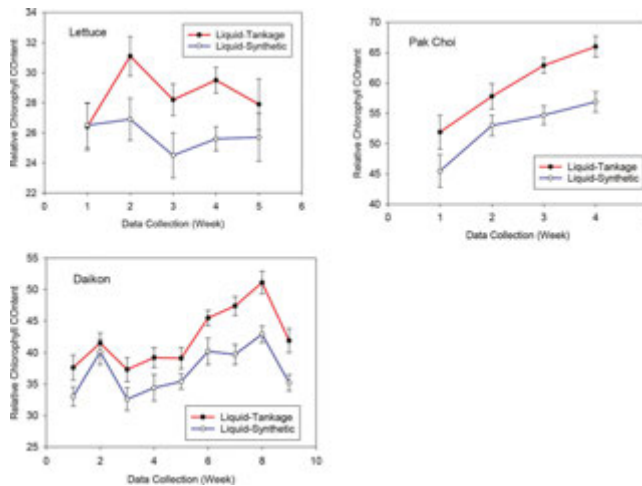 Lettuce
Liquid-Tankage
Liquid-Synthetic
34
32
30
28
26
24
22
Relative Chlorophyll COntent
0 1 2 3 4 5 6
Data Collection (Week)
Pak Choi
Liquid-Tankage
Liquid-Synthetic
70
65
60
55
50
45
40
Relative Chlorophyll COntent
0 1 2 3 4 5
Data Collection (Week)
Daikon
Liquid-Tankage
Liquid-Synthetic
55
50
45
40
35
30
25
Relative Chlorophyll COntent
0 2 4 6 8 10
Data Collection (Week)